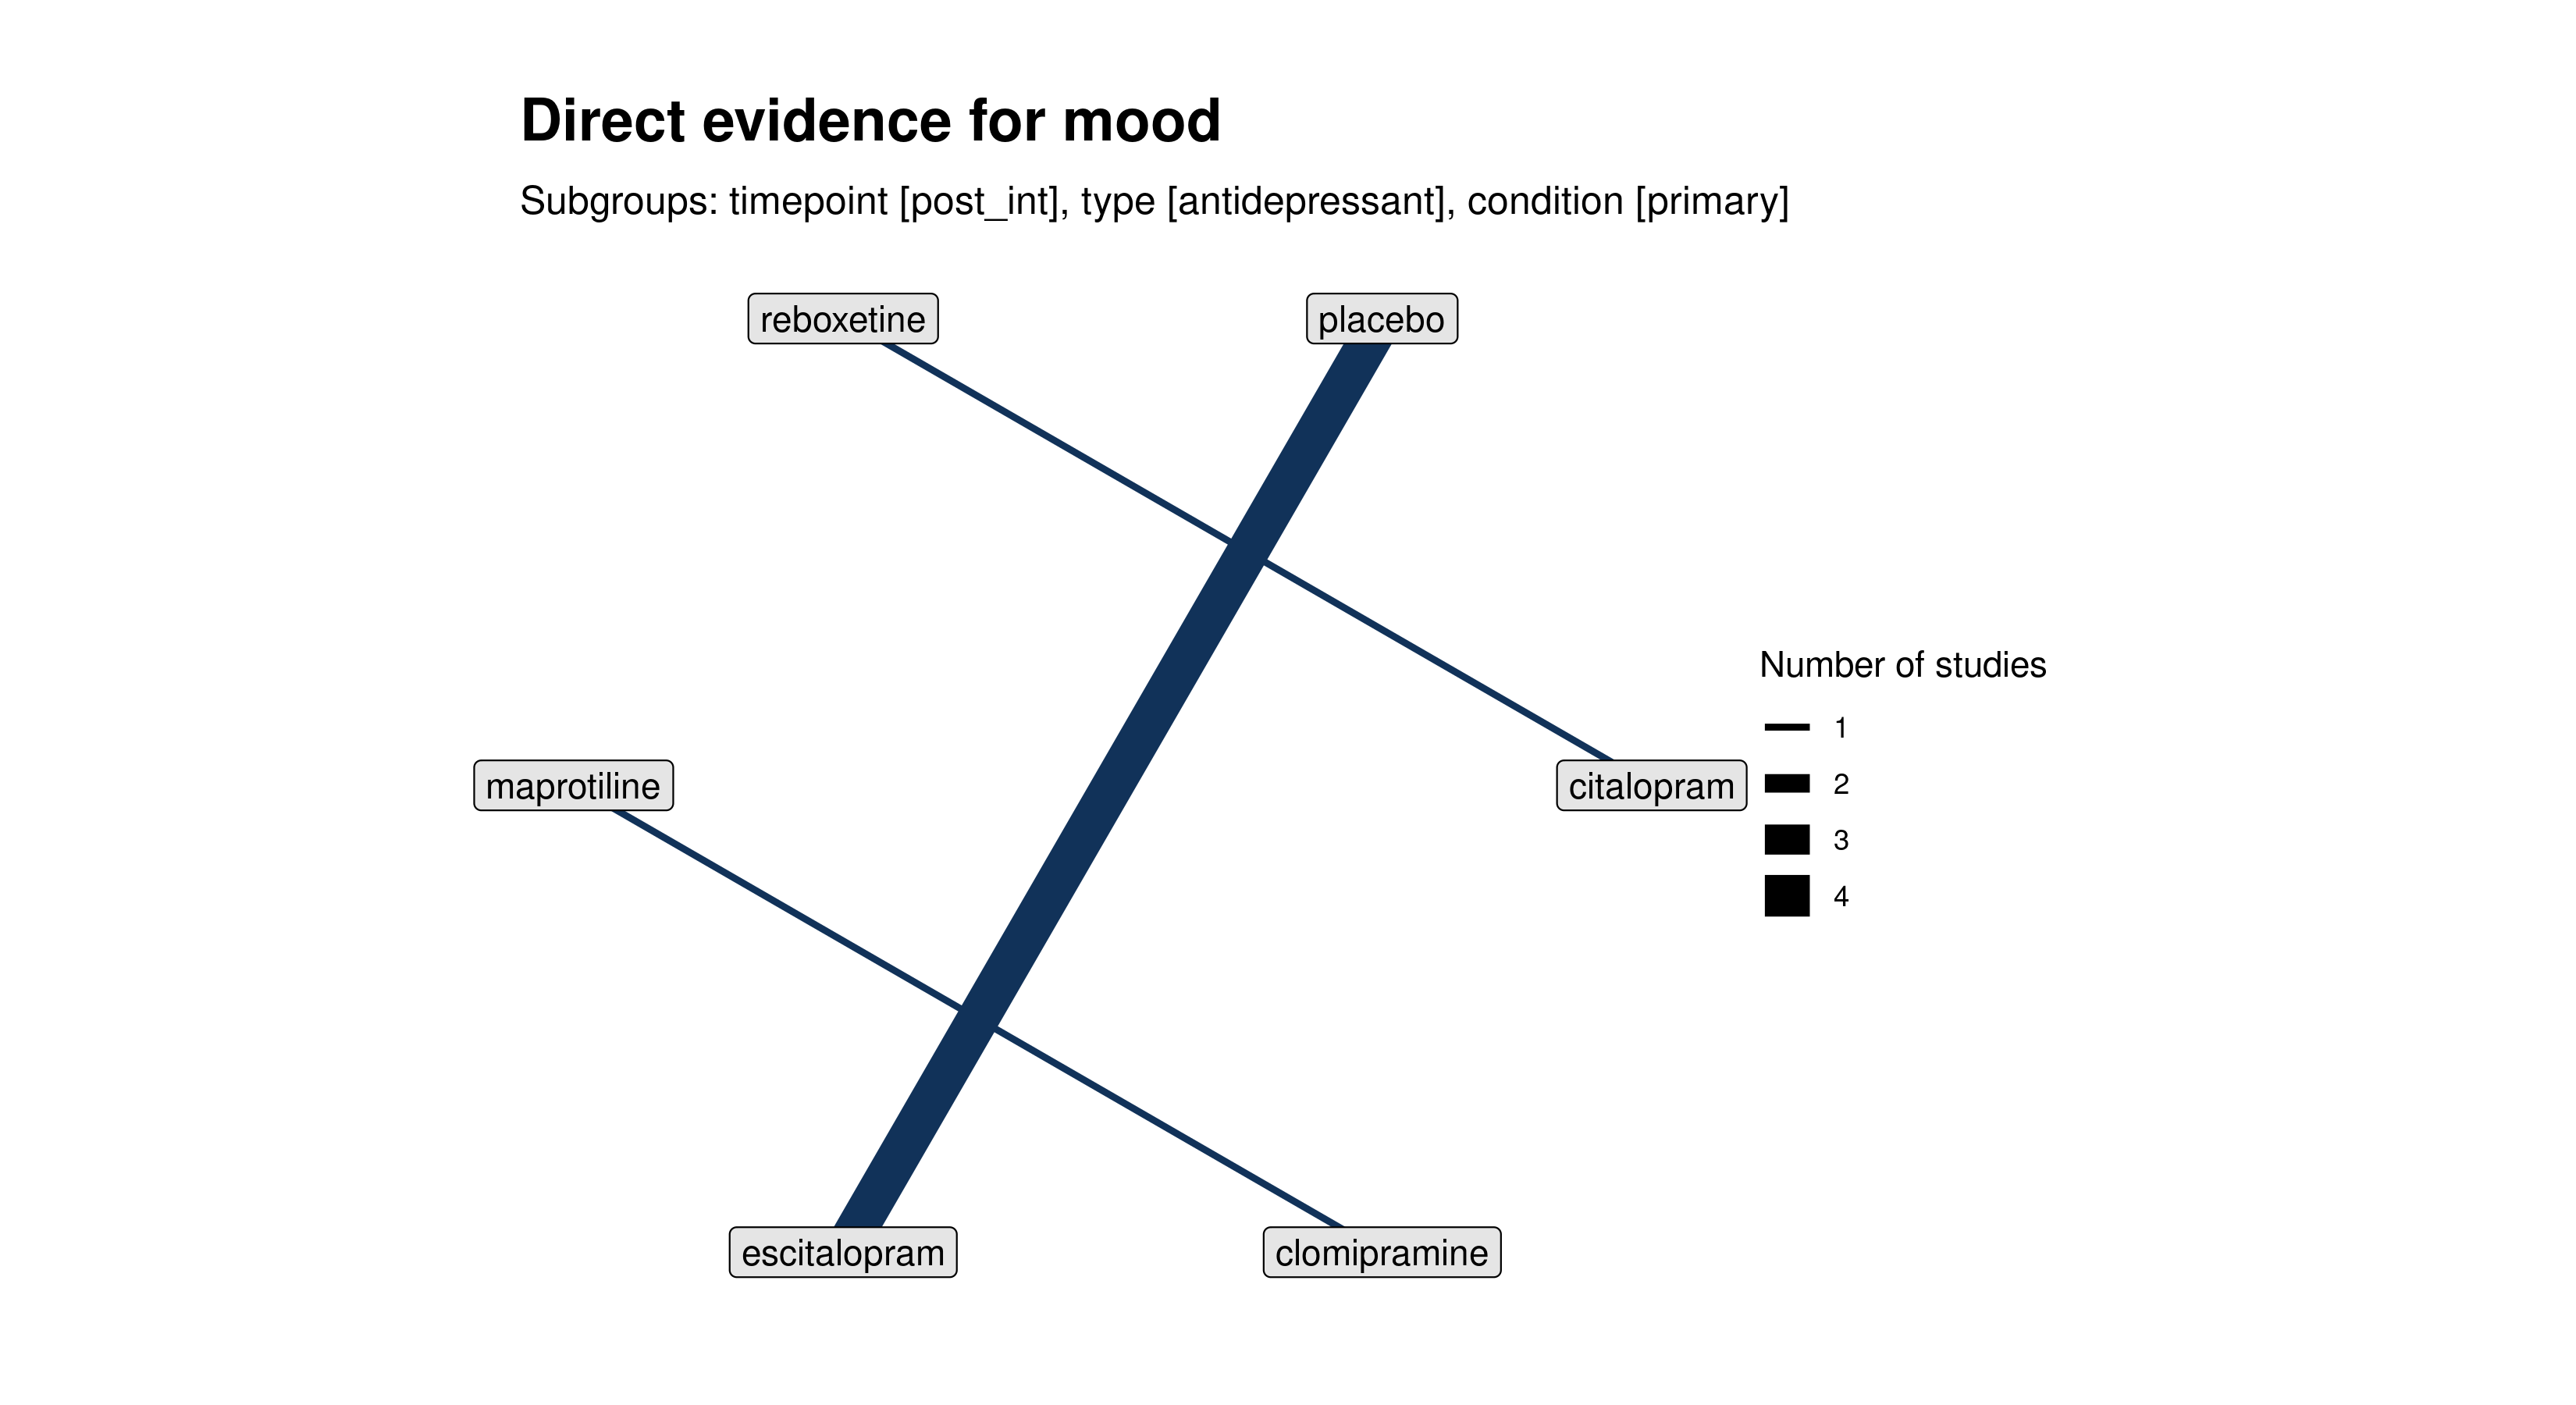 Direct evidence for mood
Subgroups: timepoint [post_int], type [antidepressant], condition [primary]
reboxetine
placebo
Number of studies
1
maprotiline
citalopram
2
3
4
escitalopram
clomipramine